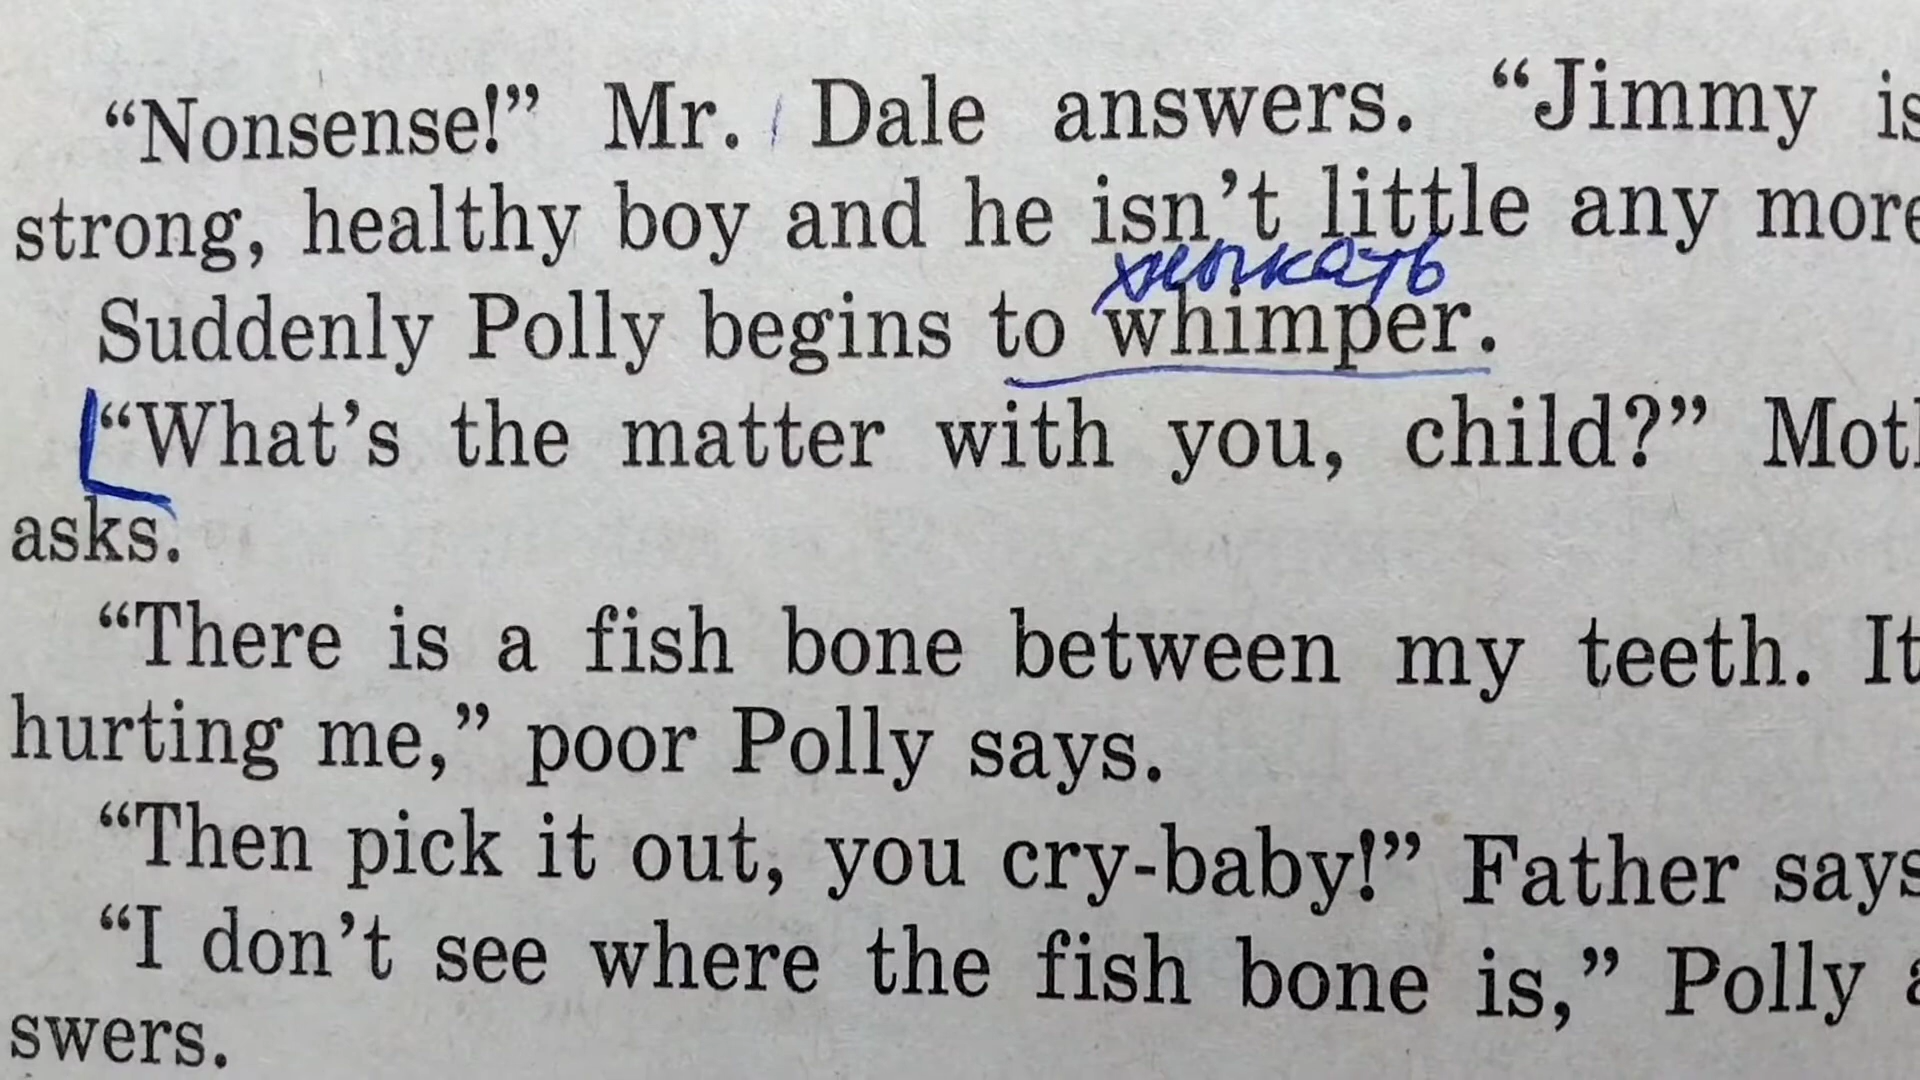 “Nonsense!” Mr. Dale answers. “Jimmy is
strong, healthy boy and he isn’t little any more
хныкать
Suddenly Polly begins to whimper.
“What’s the matter with you, child?” Moth
asks.
“There is a fish bone between my teeth. It
hurting me,” poor Polly says.
“Then pick it out, you cry-baby!” Father says
“I don’t see where the fish bone is,” Polly a
swers.